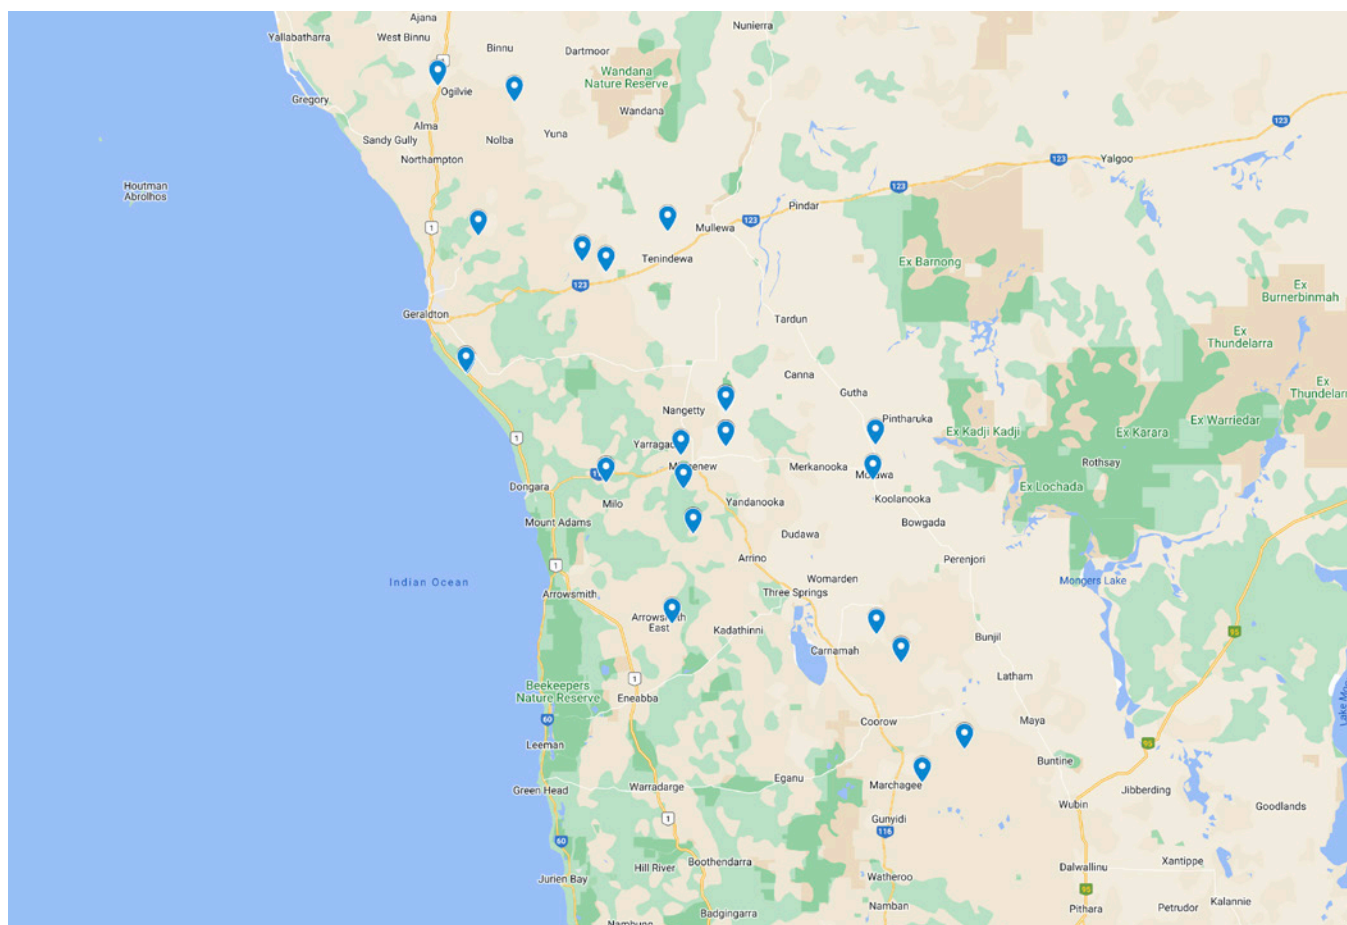 Ajana
Nunierra
Yallabatharra
West Binnu
Binnu
Dartmoor
1
Wandana
Nature Reserve
Ogilvie
Gregory
Wandana
123
Alma
Yuna
Sandy Gully
Nolba
Northampton
123
Yalgoo
Houtman
Abrolhos
123
Pindar
1
123
Mullewa
Tenindewa
Ex Barnong
123
Ex
Burnerbinmah
Geraldton
Tardun
Ex
Thundelarra
Canna
Ex
Gutha
Nangetty
Pintharuka
Ex Warriedar
1
Ex Kadji Kadji
Ex Karara
Merkanooka
Rothsay
Dongara
Ex Lochada
Milo
Yandanooka
Koolanooka
Mount Adams
Bowgada
Dudawa
Arrino
Perenjori
1
Indian Ocean
Womarden
Mongers Lake
Arrowsmith
Three Springs
Arrowsmith
East
Kadathinni
95
Bunjil
Carnamah
1
Latham
Beekeepers
Nature Reserve
Eneabba
60
Coorow
Maya
Leeman
95
Buntine
Eganu
Marchagee
Green Head
Warradarge
Jibberding
Wubin
Goodlands
1
Gunyidi
116
60
Boothendarra
Xantippe
Hill River
Dalwallinu
Jurien Bay
Watheroo
95
Kalannie
Namban
Pithara
Petrudor
Badgingarra